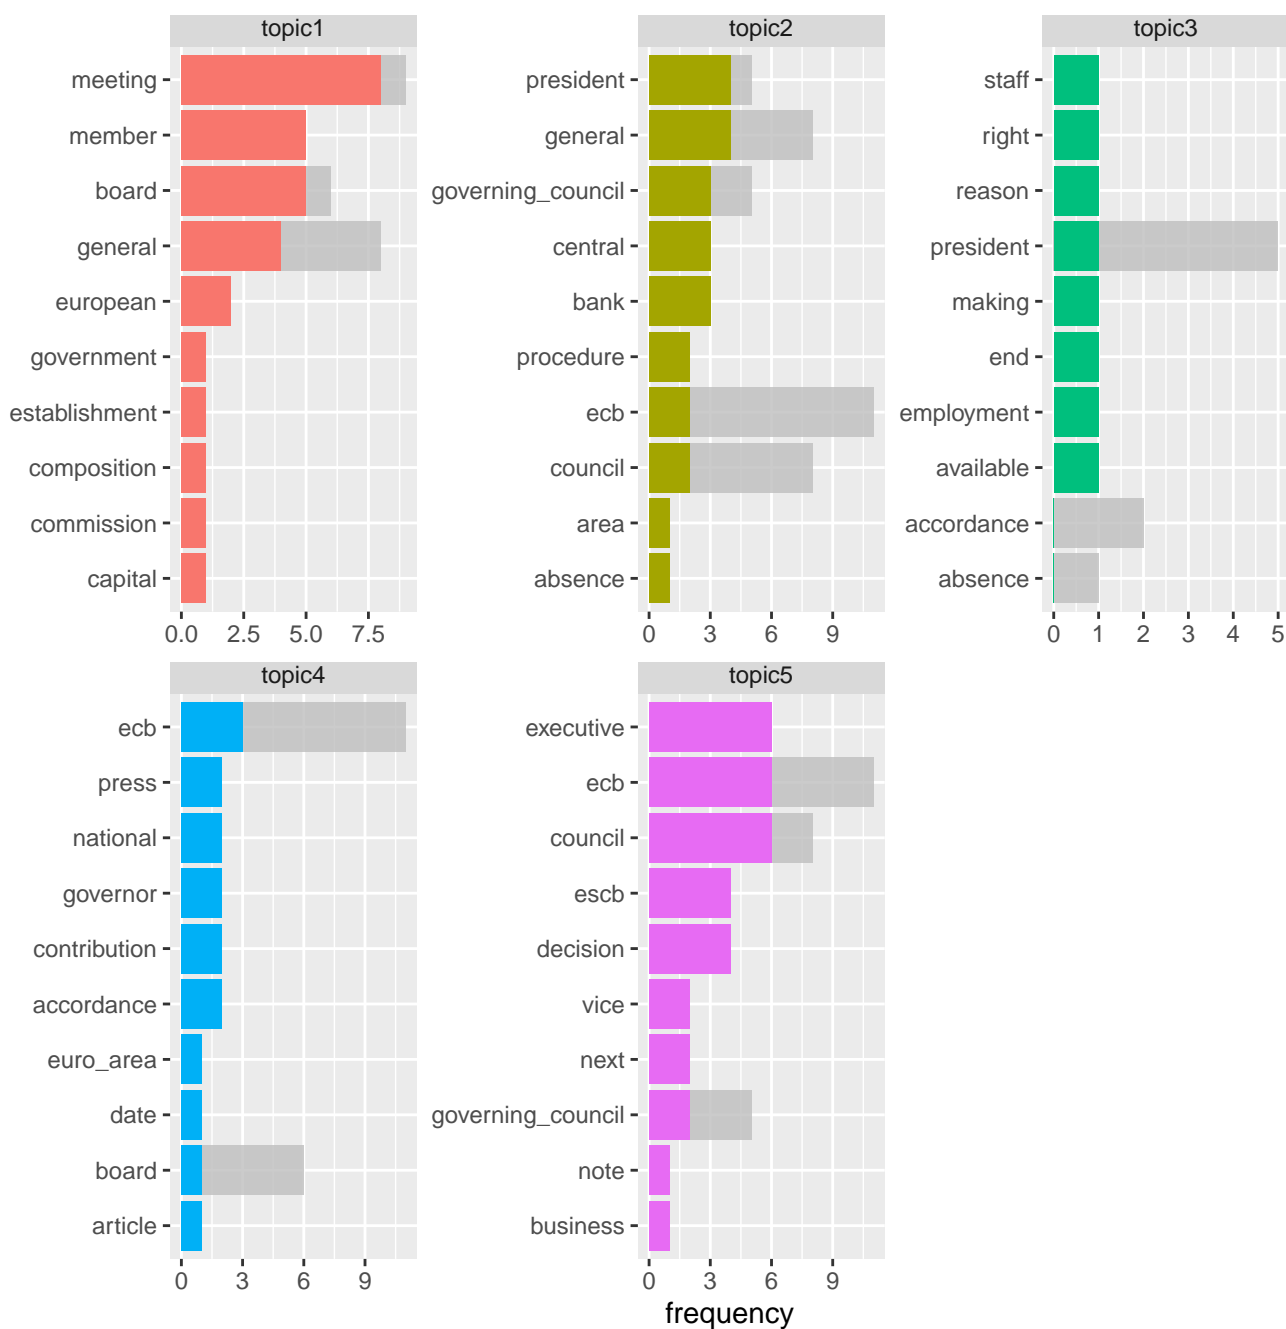 topic1
meeting
member
board
general
european
government
establishment
composition
commission
capital
0.0 2.5 5.0 7.5
topic2
president
general
governing_council
central
bank
procedure
ecb
council
area
absence
0 3 6 9
topic3
staff
right
reason
president
making
end
employment
available
accordance
absence
0 1 2 3 4 5
topic4
ecb
press
national
governor
contribution
accordance
euro_area
date
board
article
0 3 6 9
topic5
executive
ecb
council
escb
decision
vice
next
governing_council
note
business
0 3 6 9
frequency